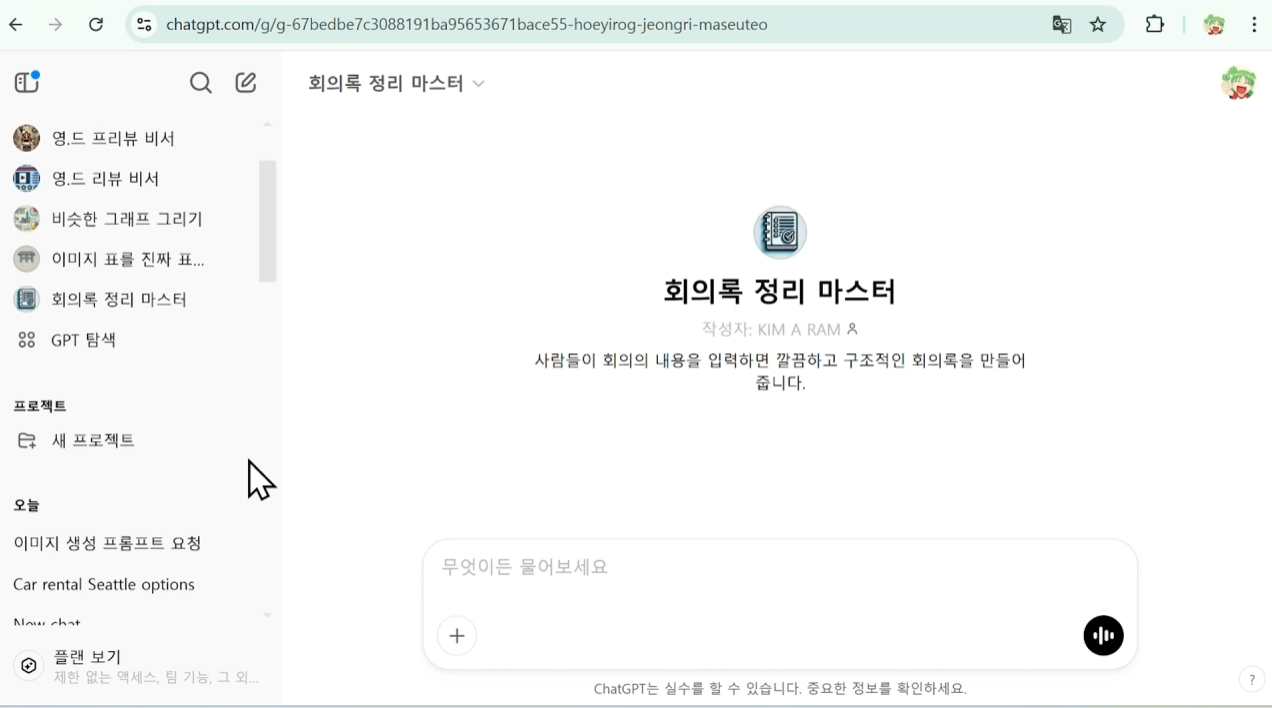 chatgpt.com/g/g-67bedbe7c3088191ba95653671bace55-hoeyirog-jeongri-maseuteo
회의록 정리 마스터
영.드 프리뷰 비서
영.드 리뷰 비서
비슷한 그래프 그리기
이미지 표를 진짜 표...
회의록 정리 마스터
GPT 탐색
프로젝트
새 프로젝트
오늘
이미지 생성 프롬프트 요청
Car rental Seattle options
New chat
플랜 보기
제한 없는 액세스, 팀 기능, 그 외...
회의록 정리 마스터
작성자: KIM A RAM
사람들이 회의의 내용을 입력하면 깔끔하고 구조적인 회의록을 만들어
줍니다.
무엇이든 물어보세요
ChatGPT는 실수를 할 수 있습니다. 중요한 정보를 확인하세요.
?